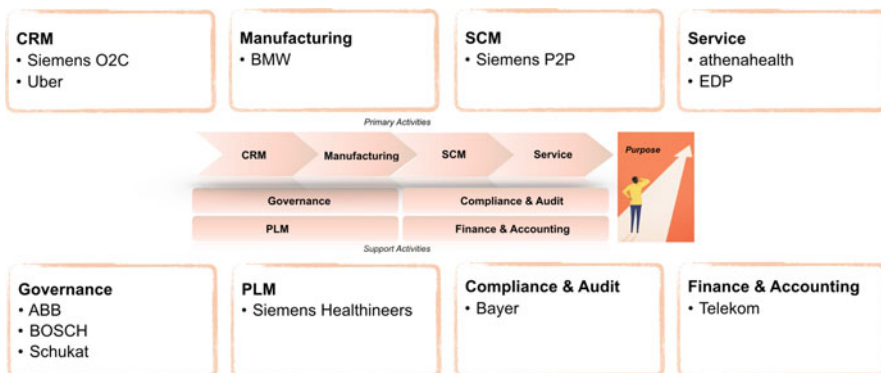 CRM
• Siemens O2C
• Uber
Manufacturing
• BMW
SCM
• Siemens P2P
Service
• athenahealth
• EDP
Primary Activities
CRM
Manufacturing
SCM
Service
Purpose
Governance
Compliance & Audit
PLM
Finance & Accounting
Support Activities
Governance
• ABB
• BOSCH
• Schukat
PLM
• Siemens Healthineers
Compliance & Audit
• Bayer
Finance & Accounting
• Telekom